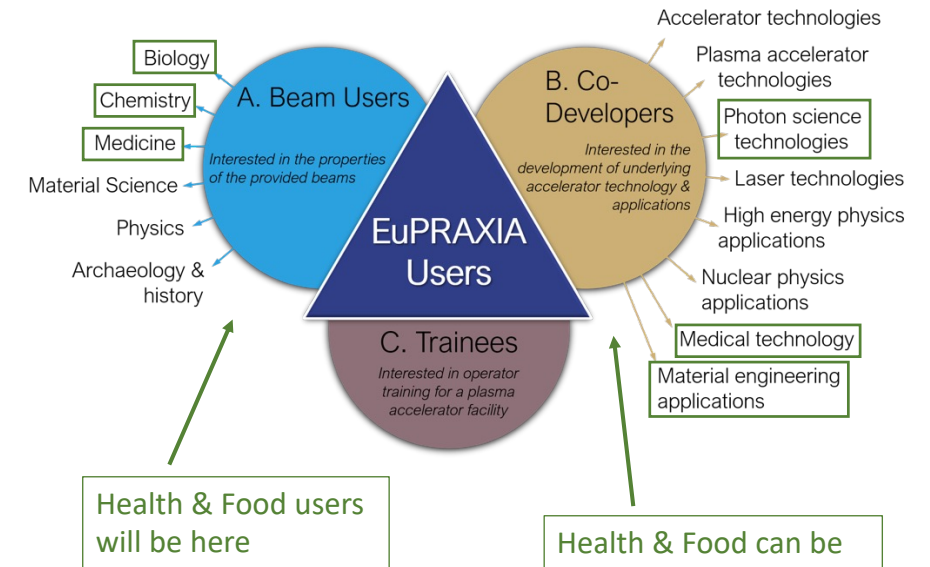 Biology
Chemistry
Medicine
Material Science
Physics
Archaeology &
history
A. Beam Users
Interested in the properties
of the provided beams
EuPRAXIA
Users
B. Co-
Developers
Interested in the
development of underlying
accelerator technology &
applications
Accelerator technologies
Plasma accelerator
technologies
Photon science
technologies
Laser technologies
High energy physics
applications
Nuclear physics
applications
Medical technology
Material engineering
applications
C. Trainees
Interested in operator
training for a plasma
accelerator facility
Health & Food users
will be here
Health & Food can be